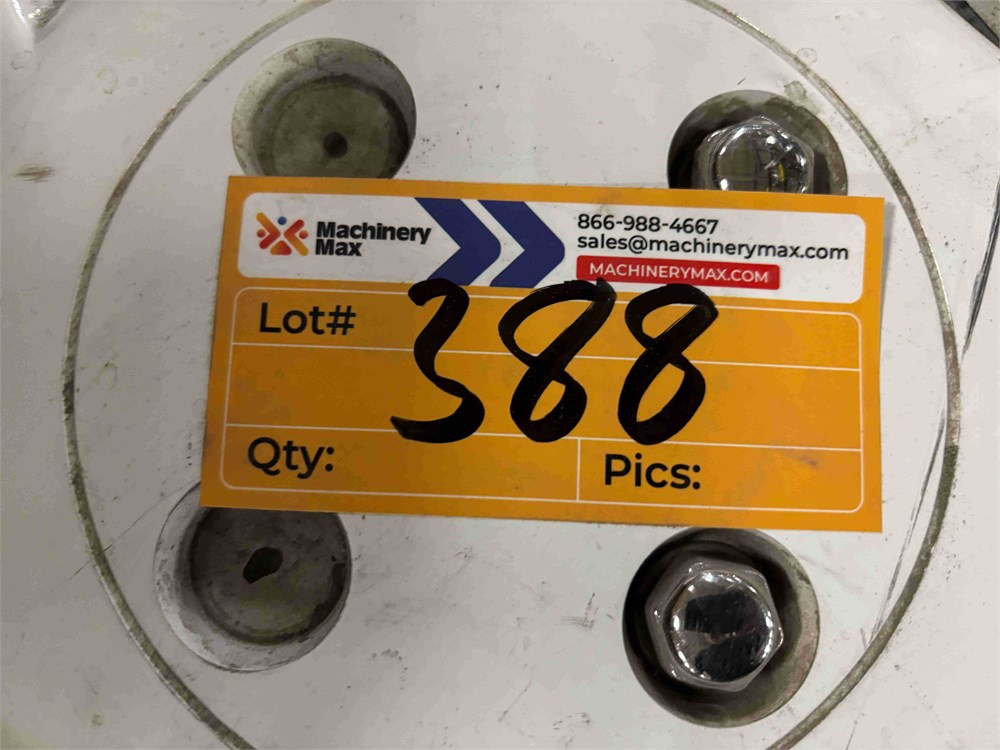 Machinery
Max
866-988-4667
sales@machinerymax.com
MACHINERYMAX.COM
Lot# 388
Qty:
Pics: